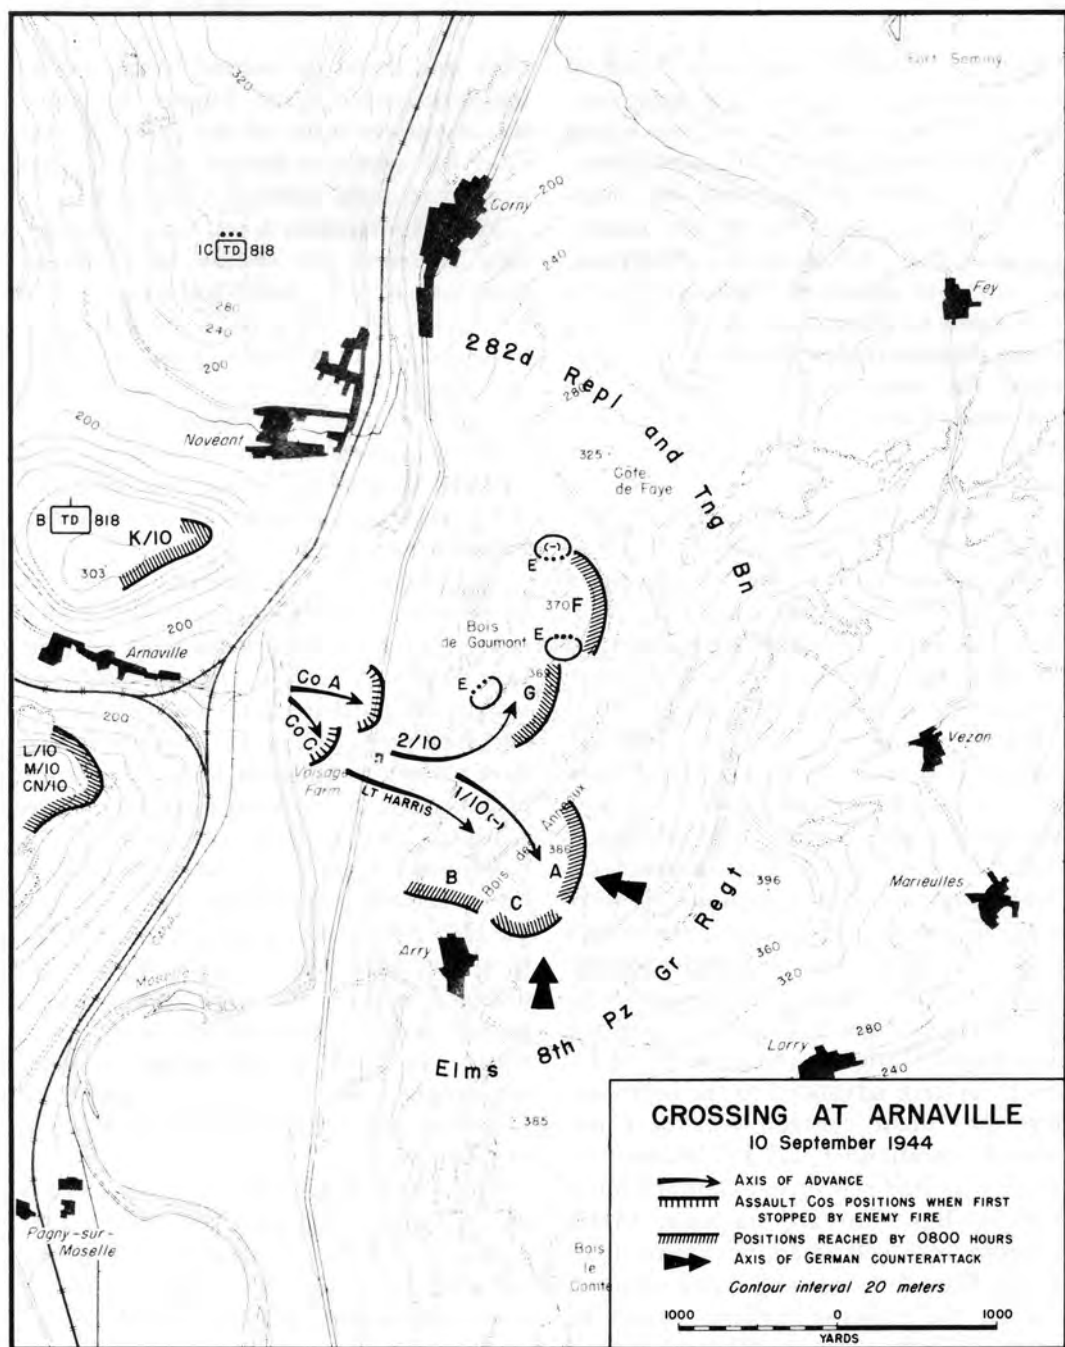 Fort Sominy
320
200
Corny
1C TD 818
240
Fey
280
240
200
282d Repl and Tng Bn
280
200
Noveant
325
Côte
de Faye
B TD 818
K/10
(-)
E
303
370 F
200
Bois
de Gaumont
E
Arnaville
Co A
E
G
200
Co C
2/10
L/10
M/10
CN/10
Voisage
Farm
LT HARRIS
1/10 (-)
Vezon
Bois des Anneaux
386
A
B
C
396
Marieulles
Arry
360
320
Moselle
Elms 8th Pz Gr Regt
280
Lorry
240
385
Pagny-sur-
Moselle
Bois
le
Comte
CROSSING AT ARNAVILLE
10 September 1944
AXIS OF ADVANCE
ASSAULT COS POSITIONS WHEN FIRST
STOPPED BY ENEMY FIRE
POSITIONS REACHED BY 0800 HOURS
AXIS OF GERMAN COUNTERATTACK
Contour interval 20 meters
1000 0 1000
YARDS